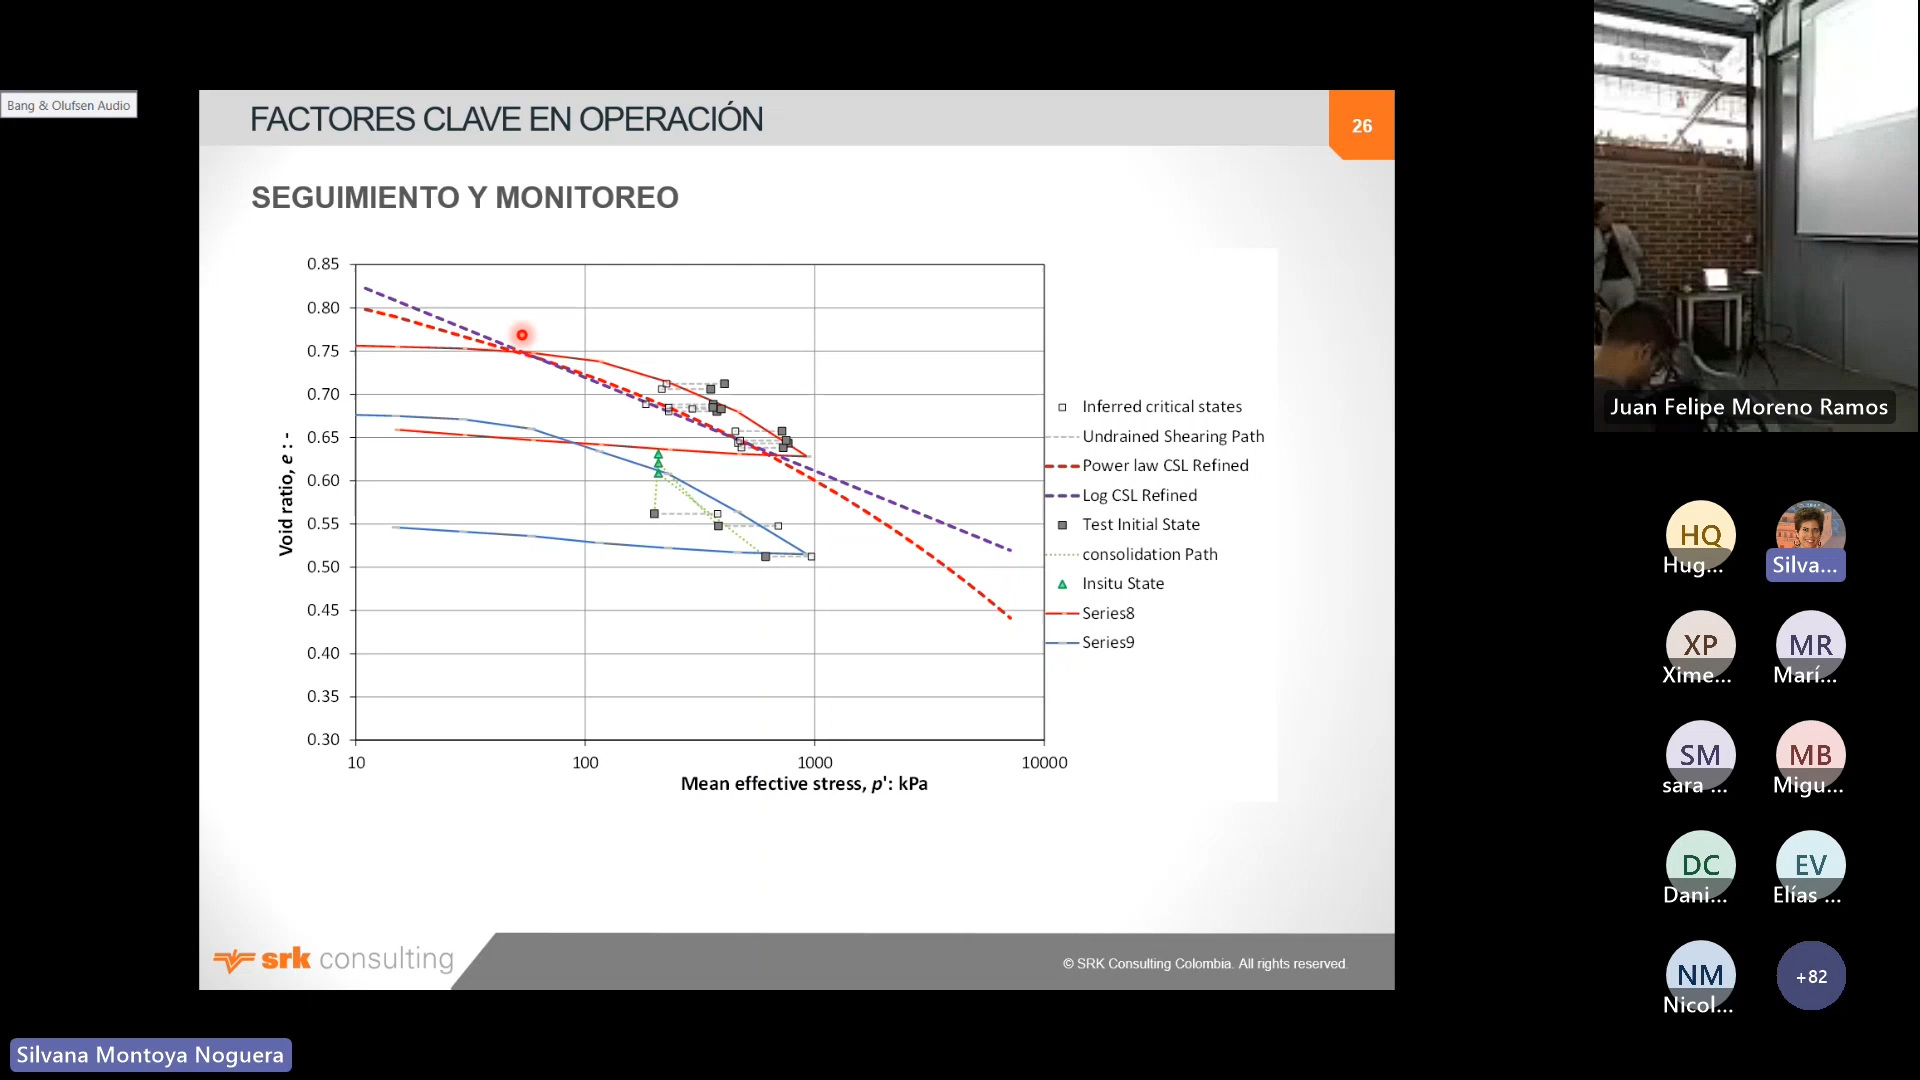 Bang & Olufsen Audio
FACTORES CLAVE EN OPERACIÓN
26
SEGUIMIENTO Y MONITOREO
0.85
0.80
0.75
0.70
0.65
0.60
0.55
0.50
0.45
0.40
0.35
0.30
Void ratio, e : -
10
100
1000
10000
Mean effective stress, p': kPa
Inferred critical states
Undrained Shearing Path
Power law CSL Refined
Log CSL Refined
Test Initial State
consolidation Path
Insitu State
Series8
Series9
srk consulting
© SRK Consulting Colombia. All rights reserved.
Juan Felipe Moreno Ramos
HQ
Hug...
Silva...
XP
Xime...
MR
Marí...
SM
sara ...
MB
Migu...
DC
Dani...
EV
Elías ...
NM
Nicol...
+82
Silvana Montoya Noguera